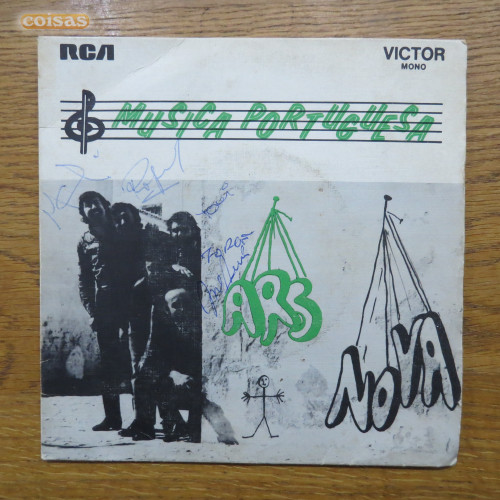 coisas
RCA VICTOR
MONO
MUSICA PORTUGUESA
ARS
NOVA